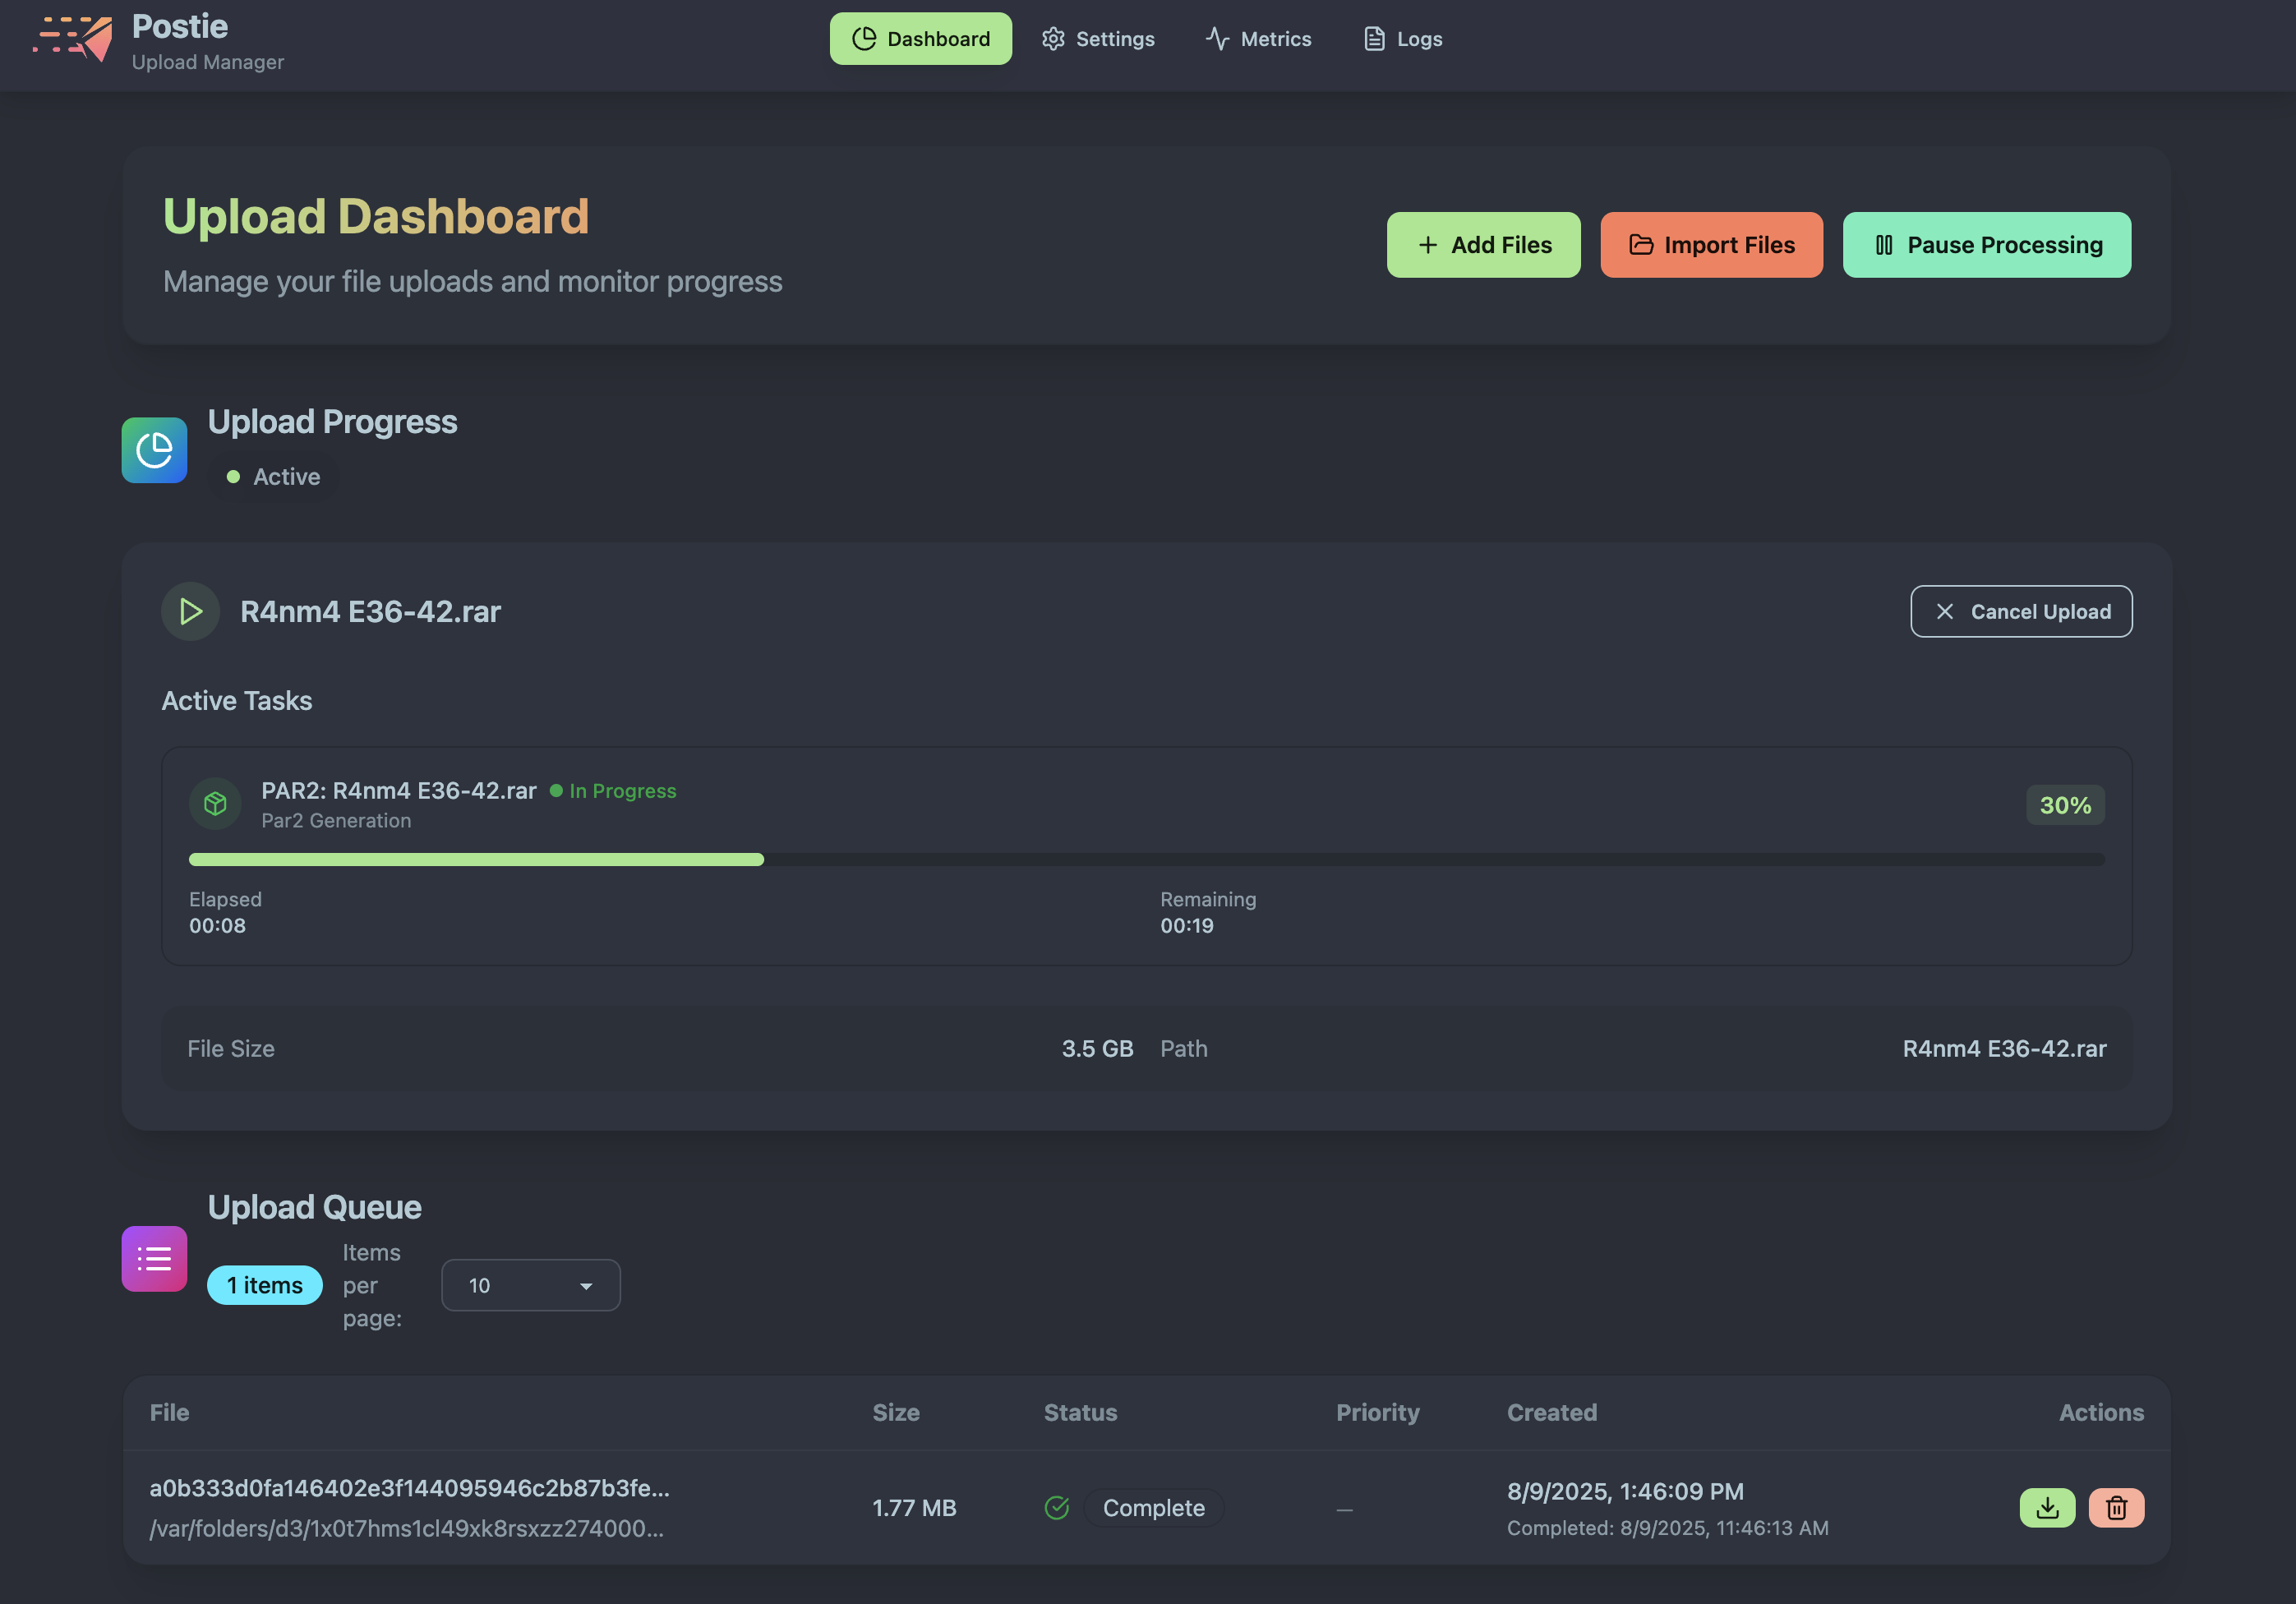 Postie
Upload Manager
Dashboard
Settings
Metrics
Logs
Upload Dashboard
Manage your file uploads and monitor progress
Add Files
Import Files
Pause Processing
Upload Progress
Active
R4nm4 E36-42.rar
Cancel Upload
Active Tasks
PAR2: R4nm4 E36-42.rar In Progress
Par2 Generation
30%
Elapsed
00:08
Remaining
00:19
File Size 3.5 GB Path R4nm4 E36-42.rar
Upload Queue
1 items
Items
per
page:
10
File Size Status Priority Created Actions
a0b333d0fa146402e3f144095946c2b87b3fe...
/var/folders/d3/1x0t7hms1cl49xk8rsxzz274000...
1.77 MB
Complete
—
8/9/2025, 1:46:09 PM
Completed: 8/9/2025, 11:46:13 AM